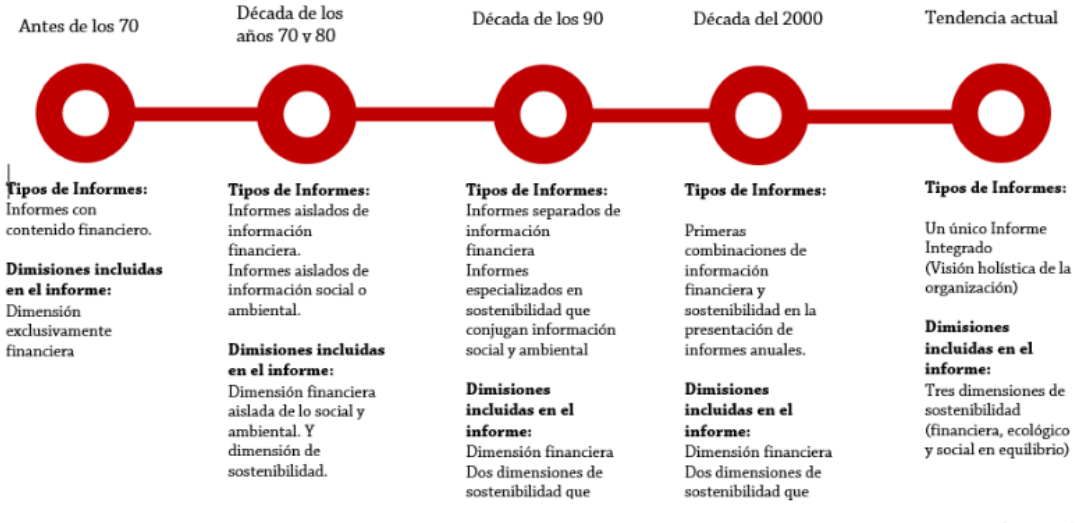 Antes de los 70
Tipos de Informes:
Informes con
contenido financiero.
Dimisiones incluidas
en el informe:
Dimensión
exclusivamente
financiera
Década de los
años 70 y 80
Tipos de Informes:
Informes aislados de
información
financiera.
Informes aislados de
información social o
ambiental.
Dimisiones incluidas
en el informe:
Dimensión financiera
aislada de lo social y
ambiental. Y
dimensión de
sostenibilidad.
Década de los 90
Tipos de Informes:
Informes separados de
información
financiera
Informes
especializados en
sostenibilidad que
conjugan información
social y ambiental
Dimisiones
incluidas en el
informe:
Dimensión financiera
Dos dimensiones de
sostenibilidad que
Década del 2000
Tipos de Informes:
Primeras
combinaciones de
información
financiera y
sostenibilidad en la
presentación de
informes anuales.
Dimisiones
incluidas en el
informe:
Dimensión financiera
Dos dimensiones de
sostenibilidad que
Tendencia actual
Tipos de Informes:
Un único Informe
Integrado
(Visión holística de la
organización)
Dimisiones
incluidas en el
informe:
Tres dimensiones de
sostenibilidad
(financiera, ecológico
y social en equilibrio)